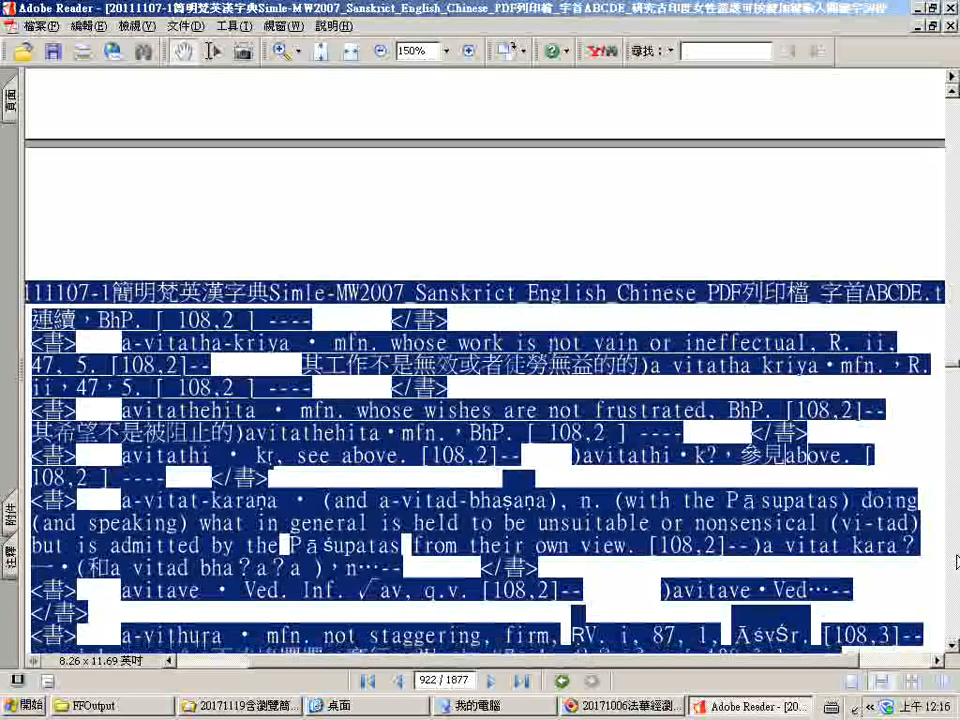 Adobe Reader - [20111107-1簡明梵英漢字典Simle-MW2007_Sanskrict_English_Chinese_PDF列印檔_字首ABCDE_研究古印度女性
檔案(F) 編輯(E) 檢視(V) 文件(D) 工具(T) 視窗(W) 說明(H)
150% 尋找：
頁面
111107-1簡明梵英漢字典Simle-MW2007_Sanskrict_English_Chinese_PDF列印檔_字首ABCDE.t
連續，BhP. [ 108,2 ] ---- </書>
<書> a-vitatha-kriya • mfn. whose work is not vain or ineffectual, R. ii,
47, 5. [108,2]-- 其工作不是無效或者徒勞無益的的)a vitatha kriya•mfn.，R.
ii，47，5. [ 108,2 ] ---- </書>
<書> avitathehita • mfn. whose wishes are not frustrated, BhP. [108,2]--
其希望不是被阻止的)avitathehita•mfn.，BhP. [ 108,2 ] ---- </書>
<書> avitathi • kṛ, see above. [108,2]-- )avitathi•k?，參見above. [
108,2 ] ---- </書>
<書> a-vitat-karaṇa • (and a-vitad-bhaṣaṇa), n. (with the Pāśupatas) doing
(and speaking) what in general is held to be unsuitable or nonsensical (vi-tad)
but is admitted by the Pāśupatas from their own view. [108,2]--)a vitat kara?
一•(和a vitad bha?a?a )，n…-- </書>
<書> avitave • Ved. Inf. √av, q.v. [108,2]-- )avitave•Ved…--
</書>
<書> a-vithura • mfn. not staggering, firm, RV. i, 87, 1, ĀśvŚr. [108,3]--
附件
註釋
8.26 x 11.69 英吋
922 / 1877
開始 FFOutput 20171119含瀏覽簡... 桌面 我的電腦 20171006法華經瀏... Adobe Reader - [20... 上午 12:16